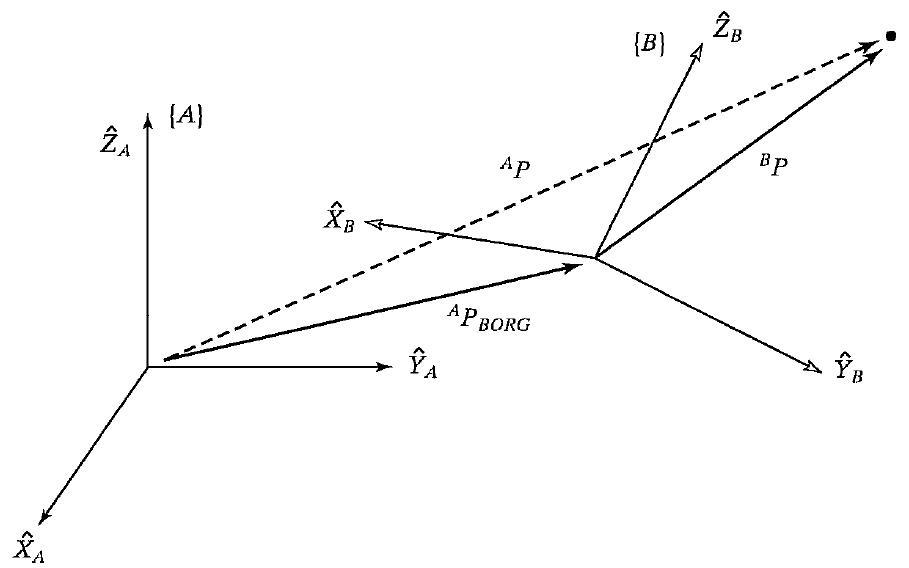 {B}
Ẑ_B
{A}
Ẑ_A
^A P
^B P
X̂_B
^A P_BORG
Ŷ_A
Ŷ_B
X̂_A